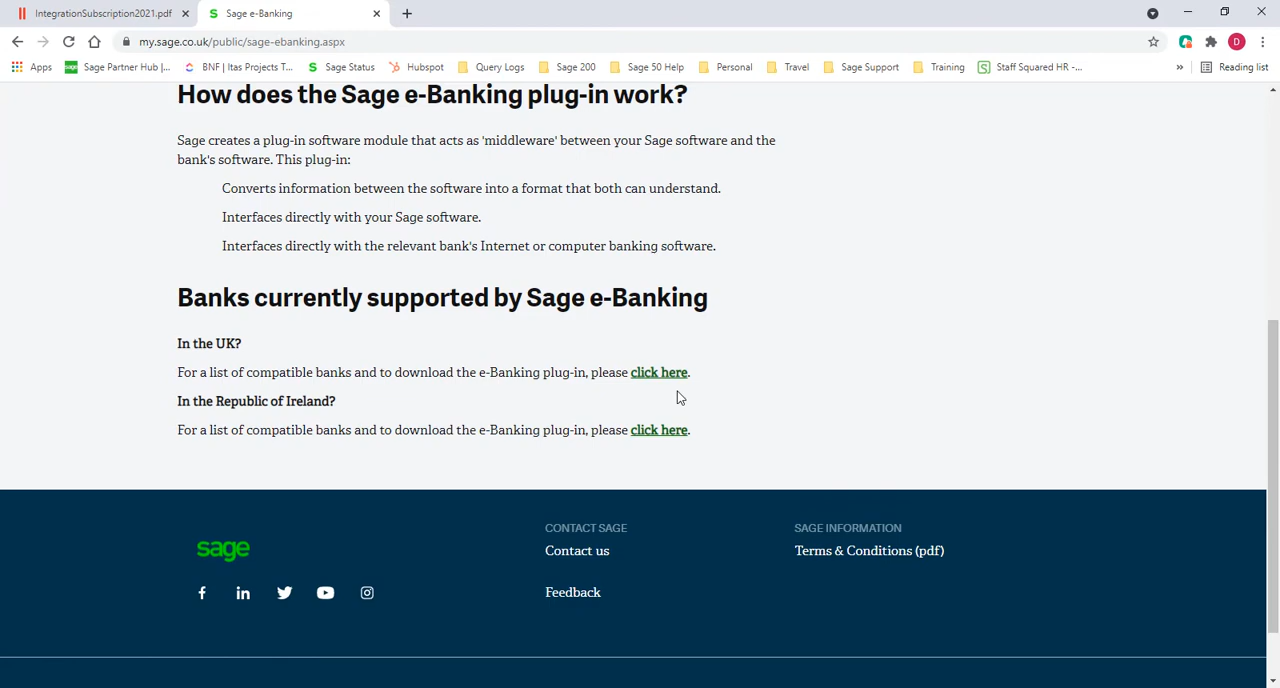 IntegrationSubscription2021.pdf
Sage e-Banking
my.sage.co.uk/public/sage-ebanking.aspx
Apps
Sage Partner Hub |...
BNF | Itas Projects T...
Sage Status
Hubspot
Query Logs
Sage 200
Sage 50 Help
Personal
Travel
Sage Support
Training
Staff Squared HR -...
»
Reading list
How does the Sage e-Banking plug-in work?
Sage creates a plug-in software module that acts as 'middleware' between your Sage software and the
bank's software. This plug-in:
Converts information between the software into a format that both can understand.
Interfaces directly with your Sage software.
Interfaces directly with the relevant bank's Internet or computer banking software.
Banks currently supported by Sage e-Banking
In the UK?
For a list of compatible banks and to download the e-Banking plug-in, please click here.
In the Republic of Ireland?
For a list of compatible banks and to download the e-Banking plug-in, please click here.
sage
CONTACT SAGE
Contact us
Feedback
SAGE INFORMATION
Terms & Conditions (pdf)